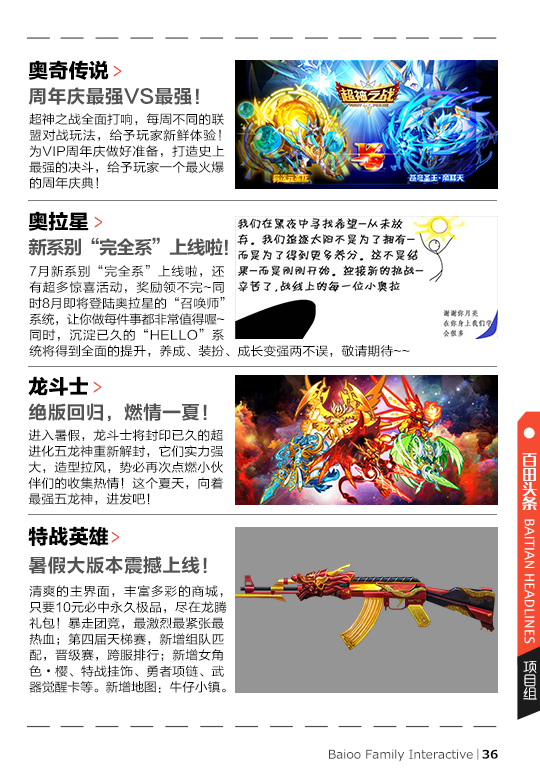 奥奇传说 >
周年庆最强VS最强！
超神之战全面打响，每周不同的联
盟对战玩法，给予玩家新鲜体验！
为VIP周年庆做好准备，打造史上
最强的决斗，给予玩家一个最火爆
的周年庆典！
超神之战
VS
苍穹圣王·荣耀天
奥拉星 >
新系别“完全系”上线啦！
7月新系别“完全系”上线啦，还
有超多惊喜活动，奖励领不完~同
时8月即将登陆奥拉星的“召唤师”
系统，让你做每件事都非常值得喔~
同时，沉淀已久的“HELLO”系
统将得到全面的提升，养成、装扮、成长变强两不误，敬请期待~~
我们在黑夜中寻找希望—从未放
弃。我们追逐太阳不是为了拥有—
而是为了得到更多养分。这不是结
果—而是刚刚开始。迎接新的挑战—
辛苦了,战线上的每一位小奥拉
谢谢你月亮
在你身上我们学
会很多
龙斗士 >
绝版回归，燃情一夏！
进入暑假，龙斗士将封印已久的超
进化五龙神重新解封，它们实力强
大，造型拉风，势必再次点燃小伙
伴们的收集热情！这个夏天，向着
最强五龙神，进发吧！
特战英雄>
暑假大版本震撼上线！
清爽的主界面，丰富多彩的商城，
只要10元必中永久极品，尽在龙腾
礼包！暴走团竞，最激烈最紧张最
热血；第四届天梯赛，新增组队匹
配，晋级赛，跨服排行；新增女角
色·樱、特战挂饰、勇者项链、武
器觉醒卡等。新增地图：牛仔小镇。
百田头条 BAITIAN HEADLINES
项目组
Baioo Family Interactive | 36